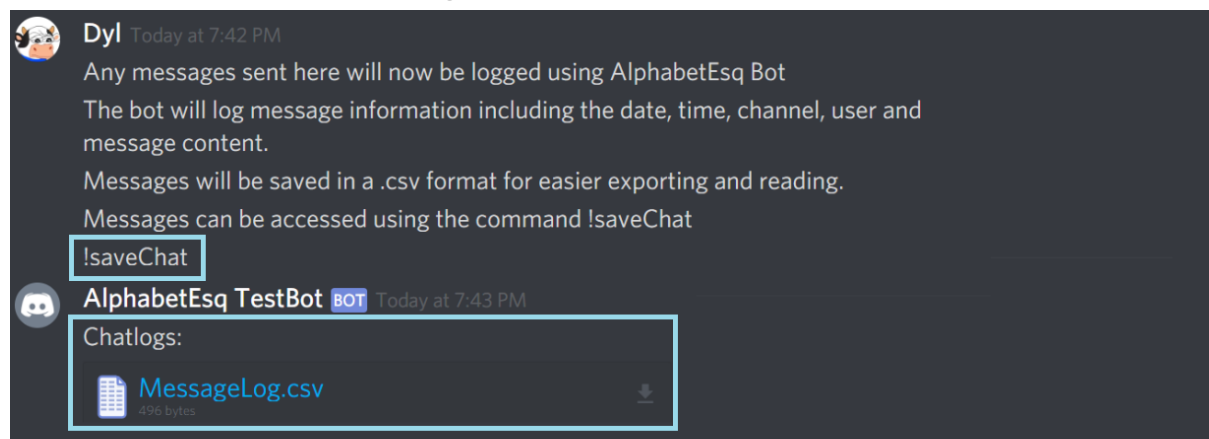 Dyl Today at 7:42 PM
Any messages sent here will now be logged using AlphabetEsq Bot
The bot will log message information including the date, time, channel, user and
message content.
Messages will be saved in a .csv format for easier exporting and reading.
Messages can be accessed using the command !saveChat
!saveChat
AlphabetEsq TestBot BOT Today at 7:43 PM
Chatlogs:
MessageLog.csv
496 bytes